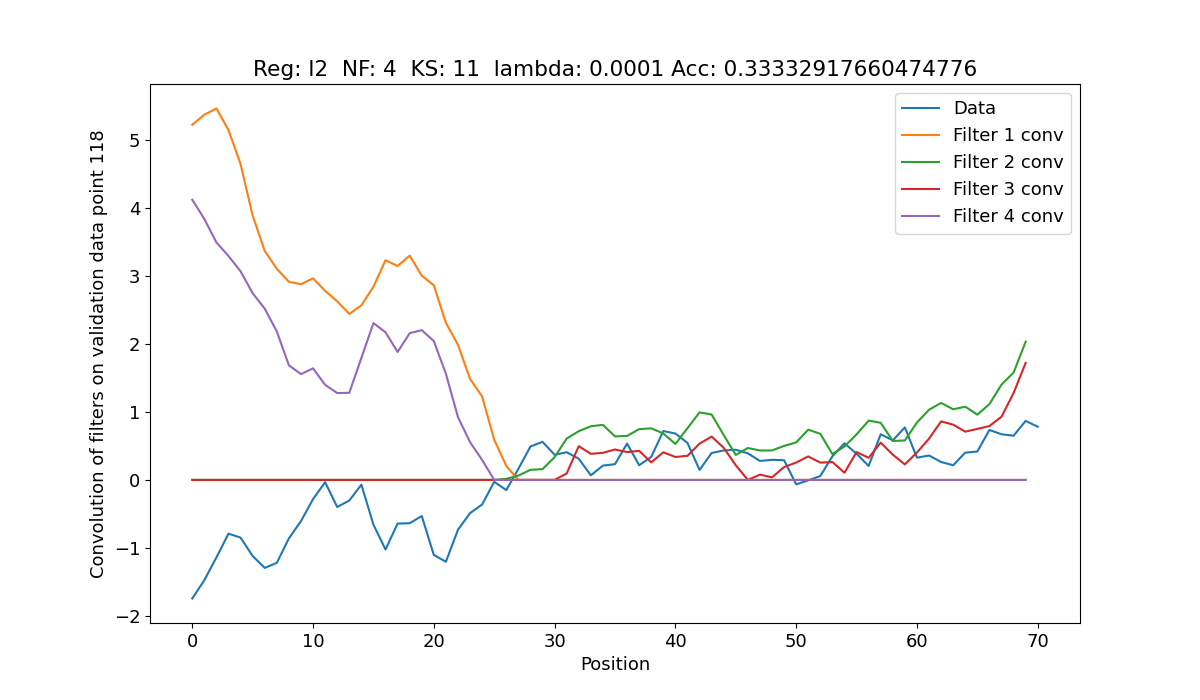 Reg: l2  NF: 4  KS: 11  lambda: 0.0001 Acc: 0.33332917660474776
Convolution of filters on validation data point 118
5
4
3
2
1
0
−1
−2
Data
Filter 1 conv
Filter 2 conv
Filter 3 conv
Filter 4 conv
0 10 20 30 40 50 60 70
Position